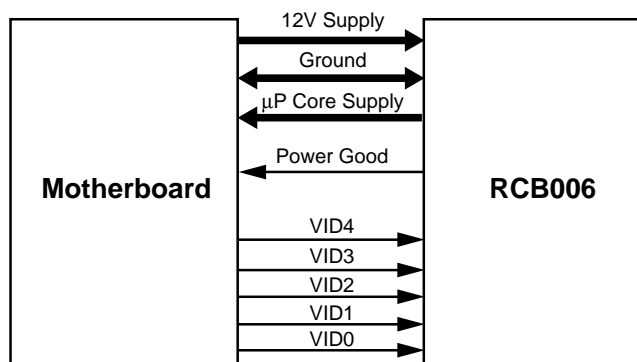 12V Supply
Ground
μP Core Supply
Power Good
Motherboard
RCB006
VID4
VID3
VID2
VID1
VID0